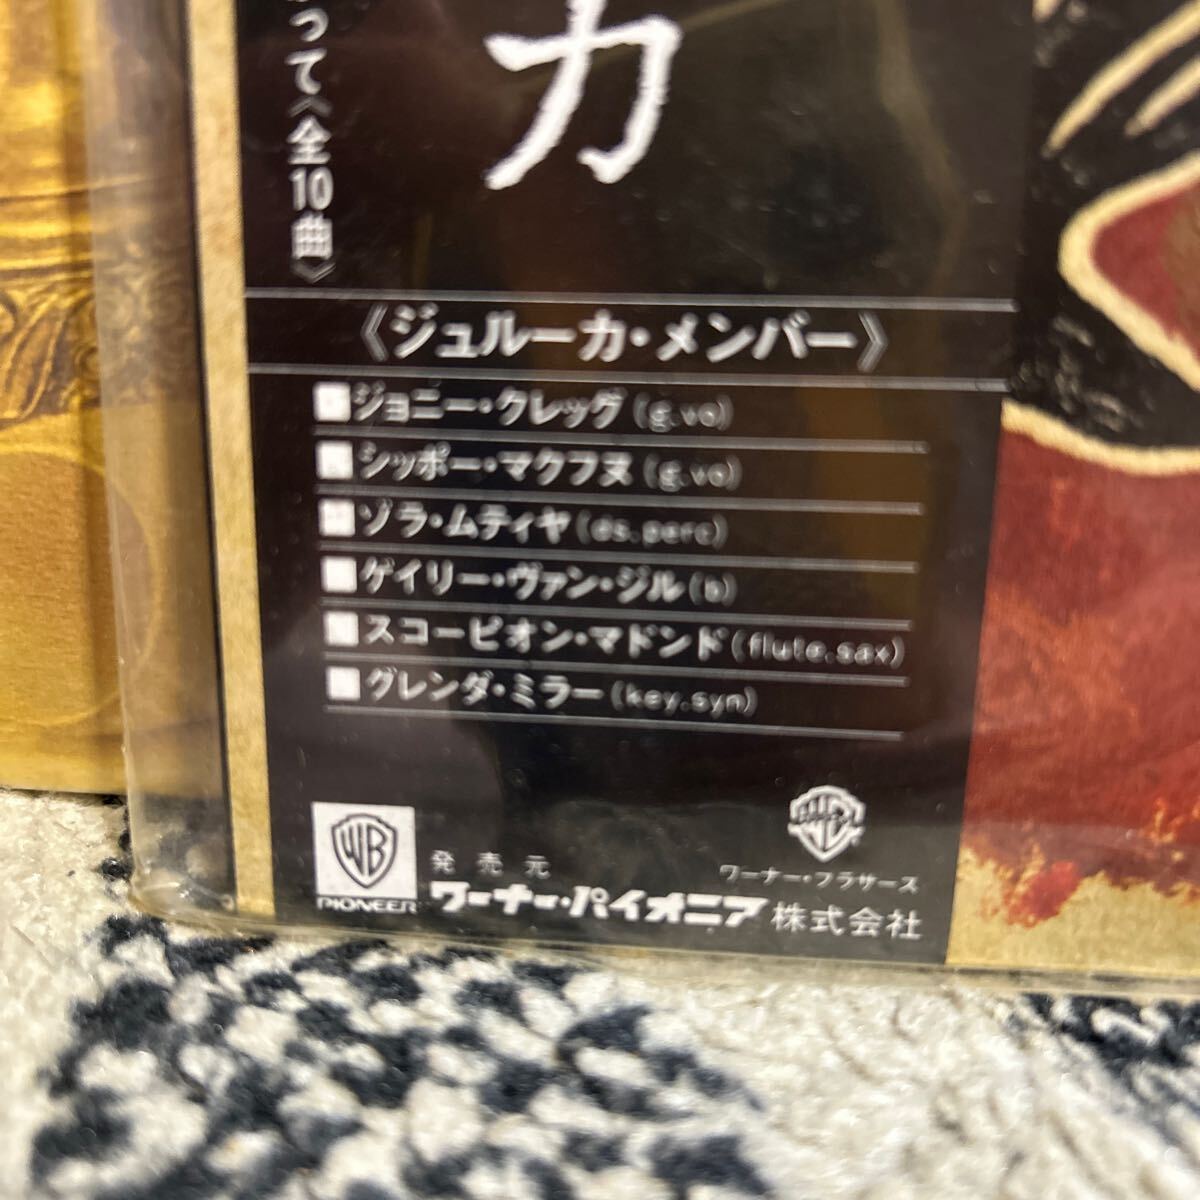 って〈全10曲〉
カ
《ジュルーカ・メンバー》
■ジョニー・クレッグ(g.vo)
■シッポー・マクフヌ(g.vo)
■ゾラ・ムティヤ(ds.perc)
■ゲイリー・ヴァン・ジル(b)
■スコーピオン・マドンド(flute.sax)
■グレンダ・ミラー(key.syn)
WB
PIONEER
発売元
ワーナー・パイオニア株式会社
ワーナー・ブラザース